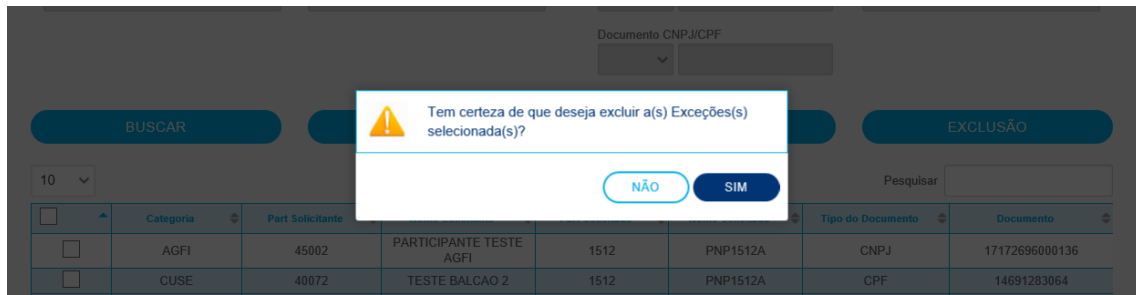 Documento CNPJ/CPF
Tem certeza de que deseja excluir a(s) Exceções(s)
selecionada(s)?
BUSCAR
EXCLUSÃO
NÃO
SIM
10
Pesquisar
Categoria Part Solicitante Tipo do Documento Documento
AGFI 45002 PARTICIPANTE TESTE AGFI 1512 PNP1512A CNPJ 17172696000136
CUSE 40072 TESTE BALCAO 2 1512 PNP1512A CPF 14691283064